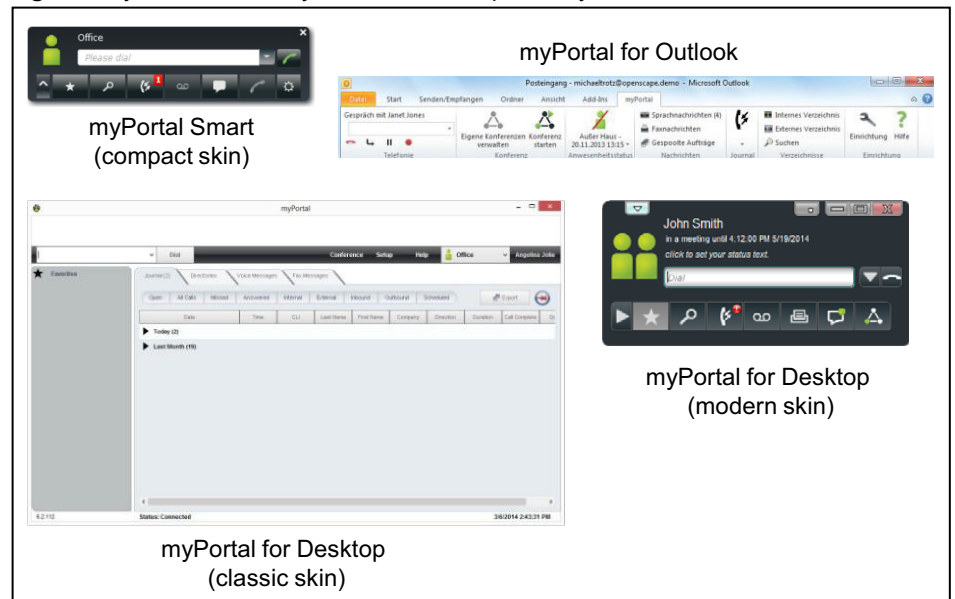 Office
Please dial
1
myPortal Smart
(compact skin)
myPortal for Outlook
Posteingang - michaeltrotz@openscape.demo - Microsoft Outlook
Datei Start Senden/Empfangen Ordner Ansicht Add-Ins myPortal
Gespräch mit Janet Jones
Eigene Konferenzen verwalten
Konferenz starten
Außer Haus - 20.11.2013 13:15
Sprachnachrichten (4)
Faxnachrichten
Gespoolte Aufträge
Internes Verzeichnis
Externes Verzeichnis
Suchen
Einrichtung Hilfe
Telefonie Konferenz Anwesenheitsstatus Nachrichten Journal Verzeichnisse Einrichtung
myPortal
Dial Conference Setup Help Office Angelina Jolie
Favorites
Journal (2) Directories Voice Messages Fax Messages
Open All Calls Missed Answered Internal External Inbound Outbound Scheduled Export
Date Time CLI Last Name First Name Company Direction Duration Call Complete
Today (2)
Last Month (19)
Status: Connected 3/6/2014 2:43:31 PM
myPortal for Desktop
(classic skin)
John Smith
in a meeting until 4:12:00 PM 5/19/2014
click to set your status text.
Dial
myPortal for Desktop
(modern skin)